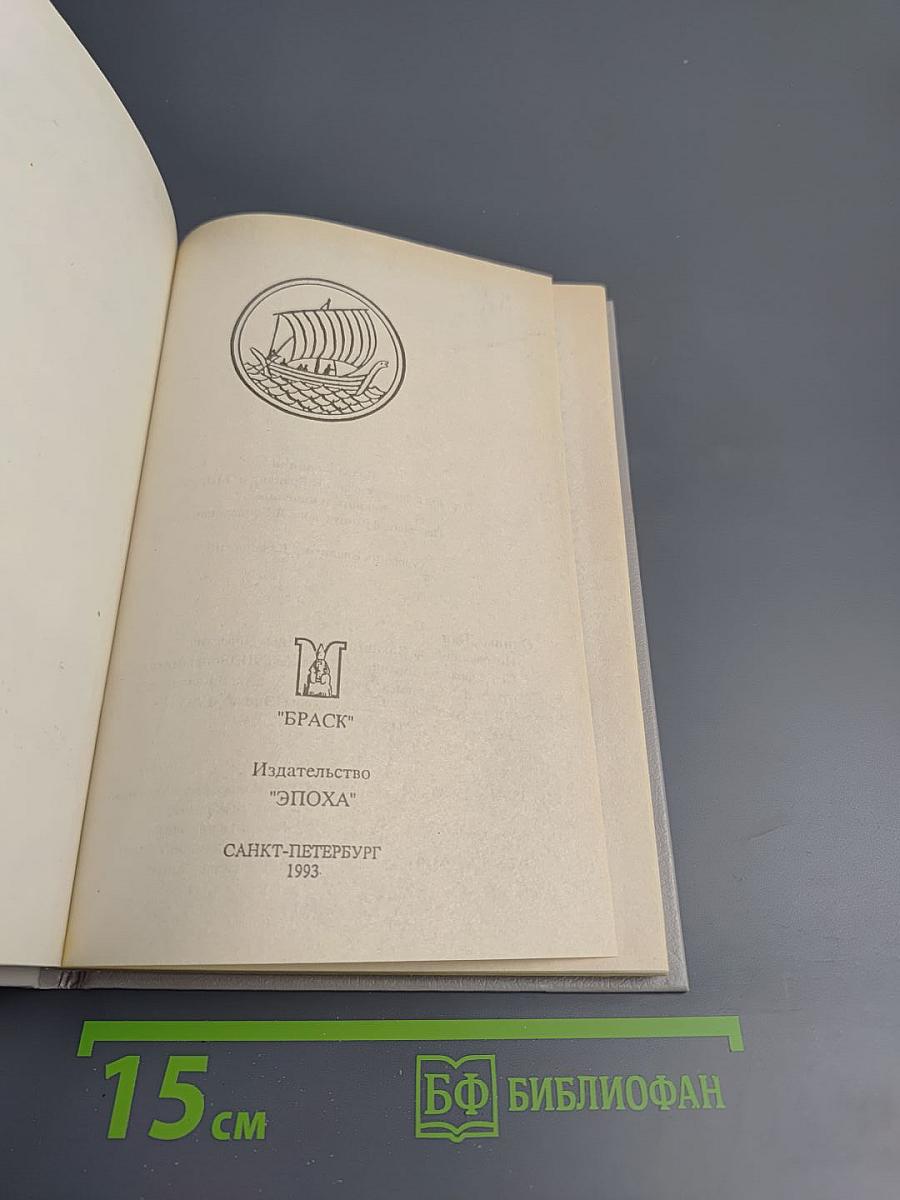 "БРАСК"
Издательство
"ЭПОХА"
САНКТ-ПЕТЕРБУРГ
1993
15 см
БФ БИБЛИОФАН